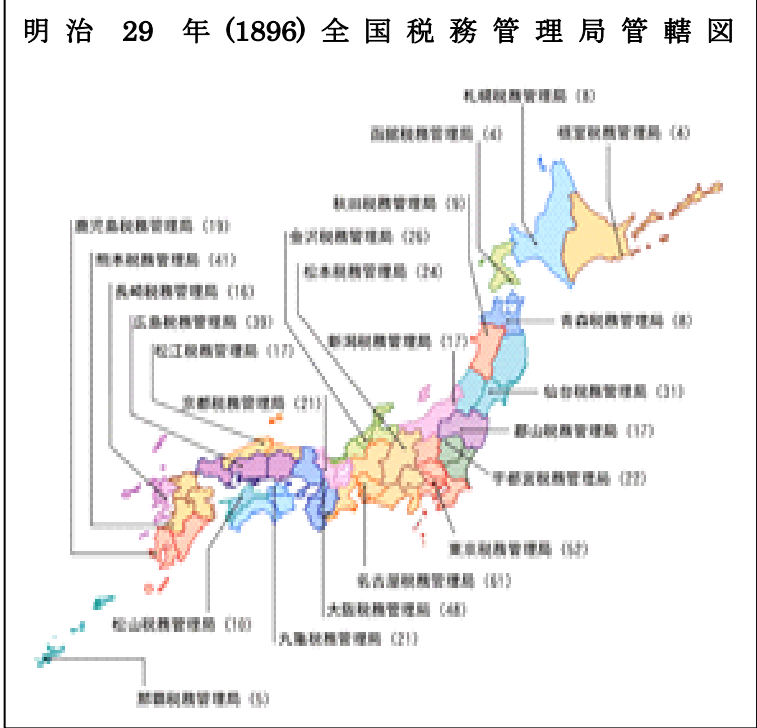 明治 29 年 (1896) 全国税務管理局管轄図
札幌税務管理局 (8)
函館税務管理局 (4)
根室税務管理局 (4)
秋田税務管理局 (9)
鹿児島税務管理局 (19)
金沢税務管理局 (26)
熊本税務管理局 (41)
松本税務管理局 (24)
長崎税務管理局 (16)
広島税務管理局 (39)
青森税務管理局 (8)
新潟税務管理局 (17)
松江税務管理局 (17)
仙台税務管理局 (31)
京都税務管理局 (21)
郡山税務管理局 (17)
宇都宮税務管理局 (22)
東京税務管理局 (52)
名古屋税務管理局 (61)
大阪税務管理局 (48)
松山税務管理局 (10)
丸亀税務管理局 (21)
那覇税務管理局 (5)